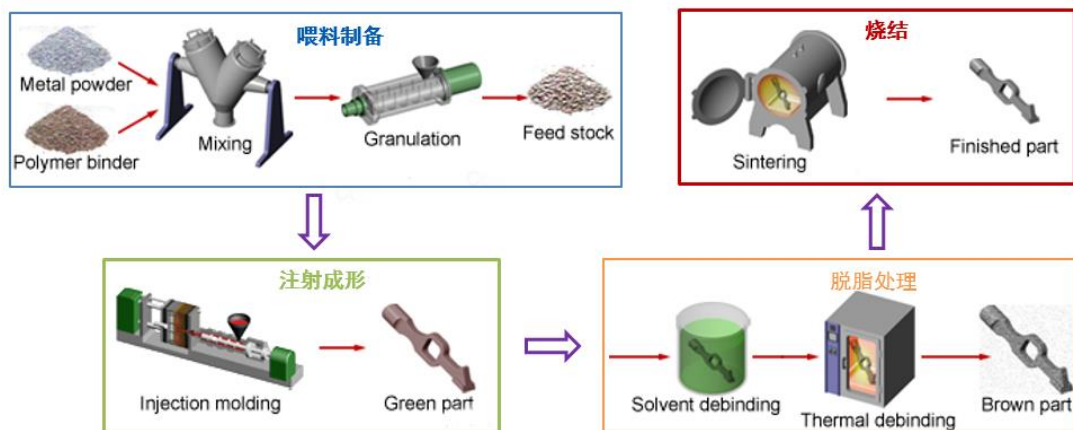 喂料制备
Metal powder
Polymer binder
Mixing
Granulation
Feed stock
注射成形
Injection molding
Green part
脱脂处理
Solvent debinding
Thermal debinding
Brown part
烧结
Sintering
Finished part